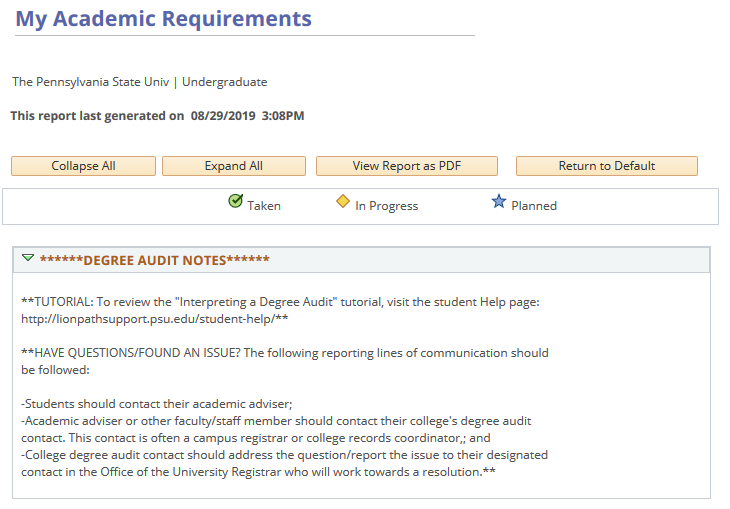 My Academic Requirements
The Pennsylvania State Univ | Undergraduate
This report last generated on 08/29/2019 3:08PM
Collapse All
Expand All
View Report as PDF
Return to Default
Taken
In Progress
Planned
******DEGREE AUDIT NOTES******
**TUTORIAL: To review the "Interpreting a Degree Audit" tutorial, visit the student Help page:
http://lionpathsupport.psu.edu/student-help/**
**HAVE QUESTIONS/FOUND AN ISSUE? The following reporting lines of communication should
be followed:
-Students should contact their academic adviser;
-Academic adviser or other faculty/staff member should contact their college's degree audit
contact. This contact is often a campus registrar or college records coordinator,; and
-College degree audit contact should address the question/report the issue to their designated
contact in the Office of the University Registrar who will work towards a resolution.**